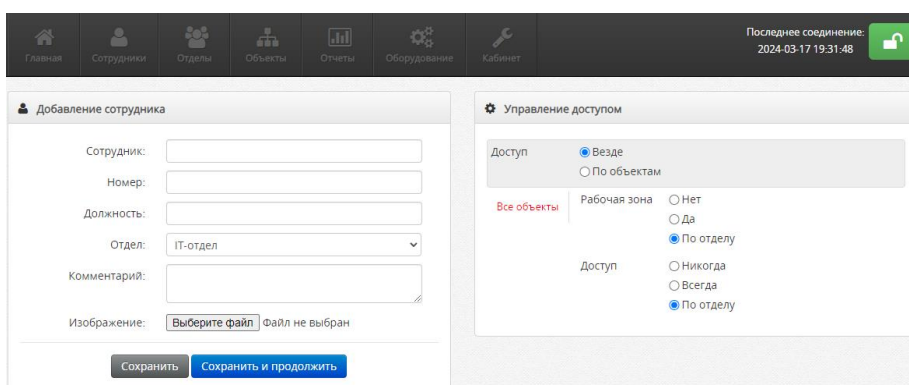 Последнее соединение:
2024-03-17 19:31:48
Главная Сотрудники Отделы Объекты Отчеты Оборудование Кабинет
Добавление сотрудника
Сотрудник:
Номер:
Должность:
Отдел: IT-отдел
Комментарий:
Изображение: Выберите файл Файл не выбран
Сохранить Сохранить и продолжить
Управление доступом
Доступ Везде
По объектам
Все объекты Рабочая зона Нет
Да
По отделу
Доступ Никогда
Всегда
По отделу